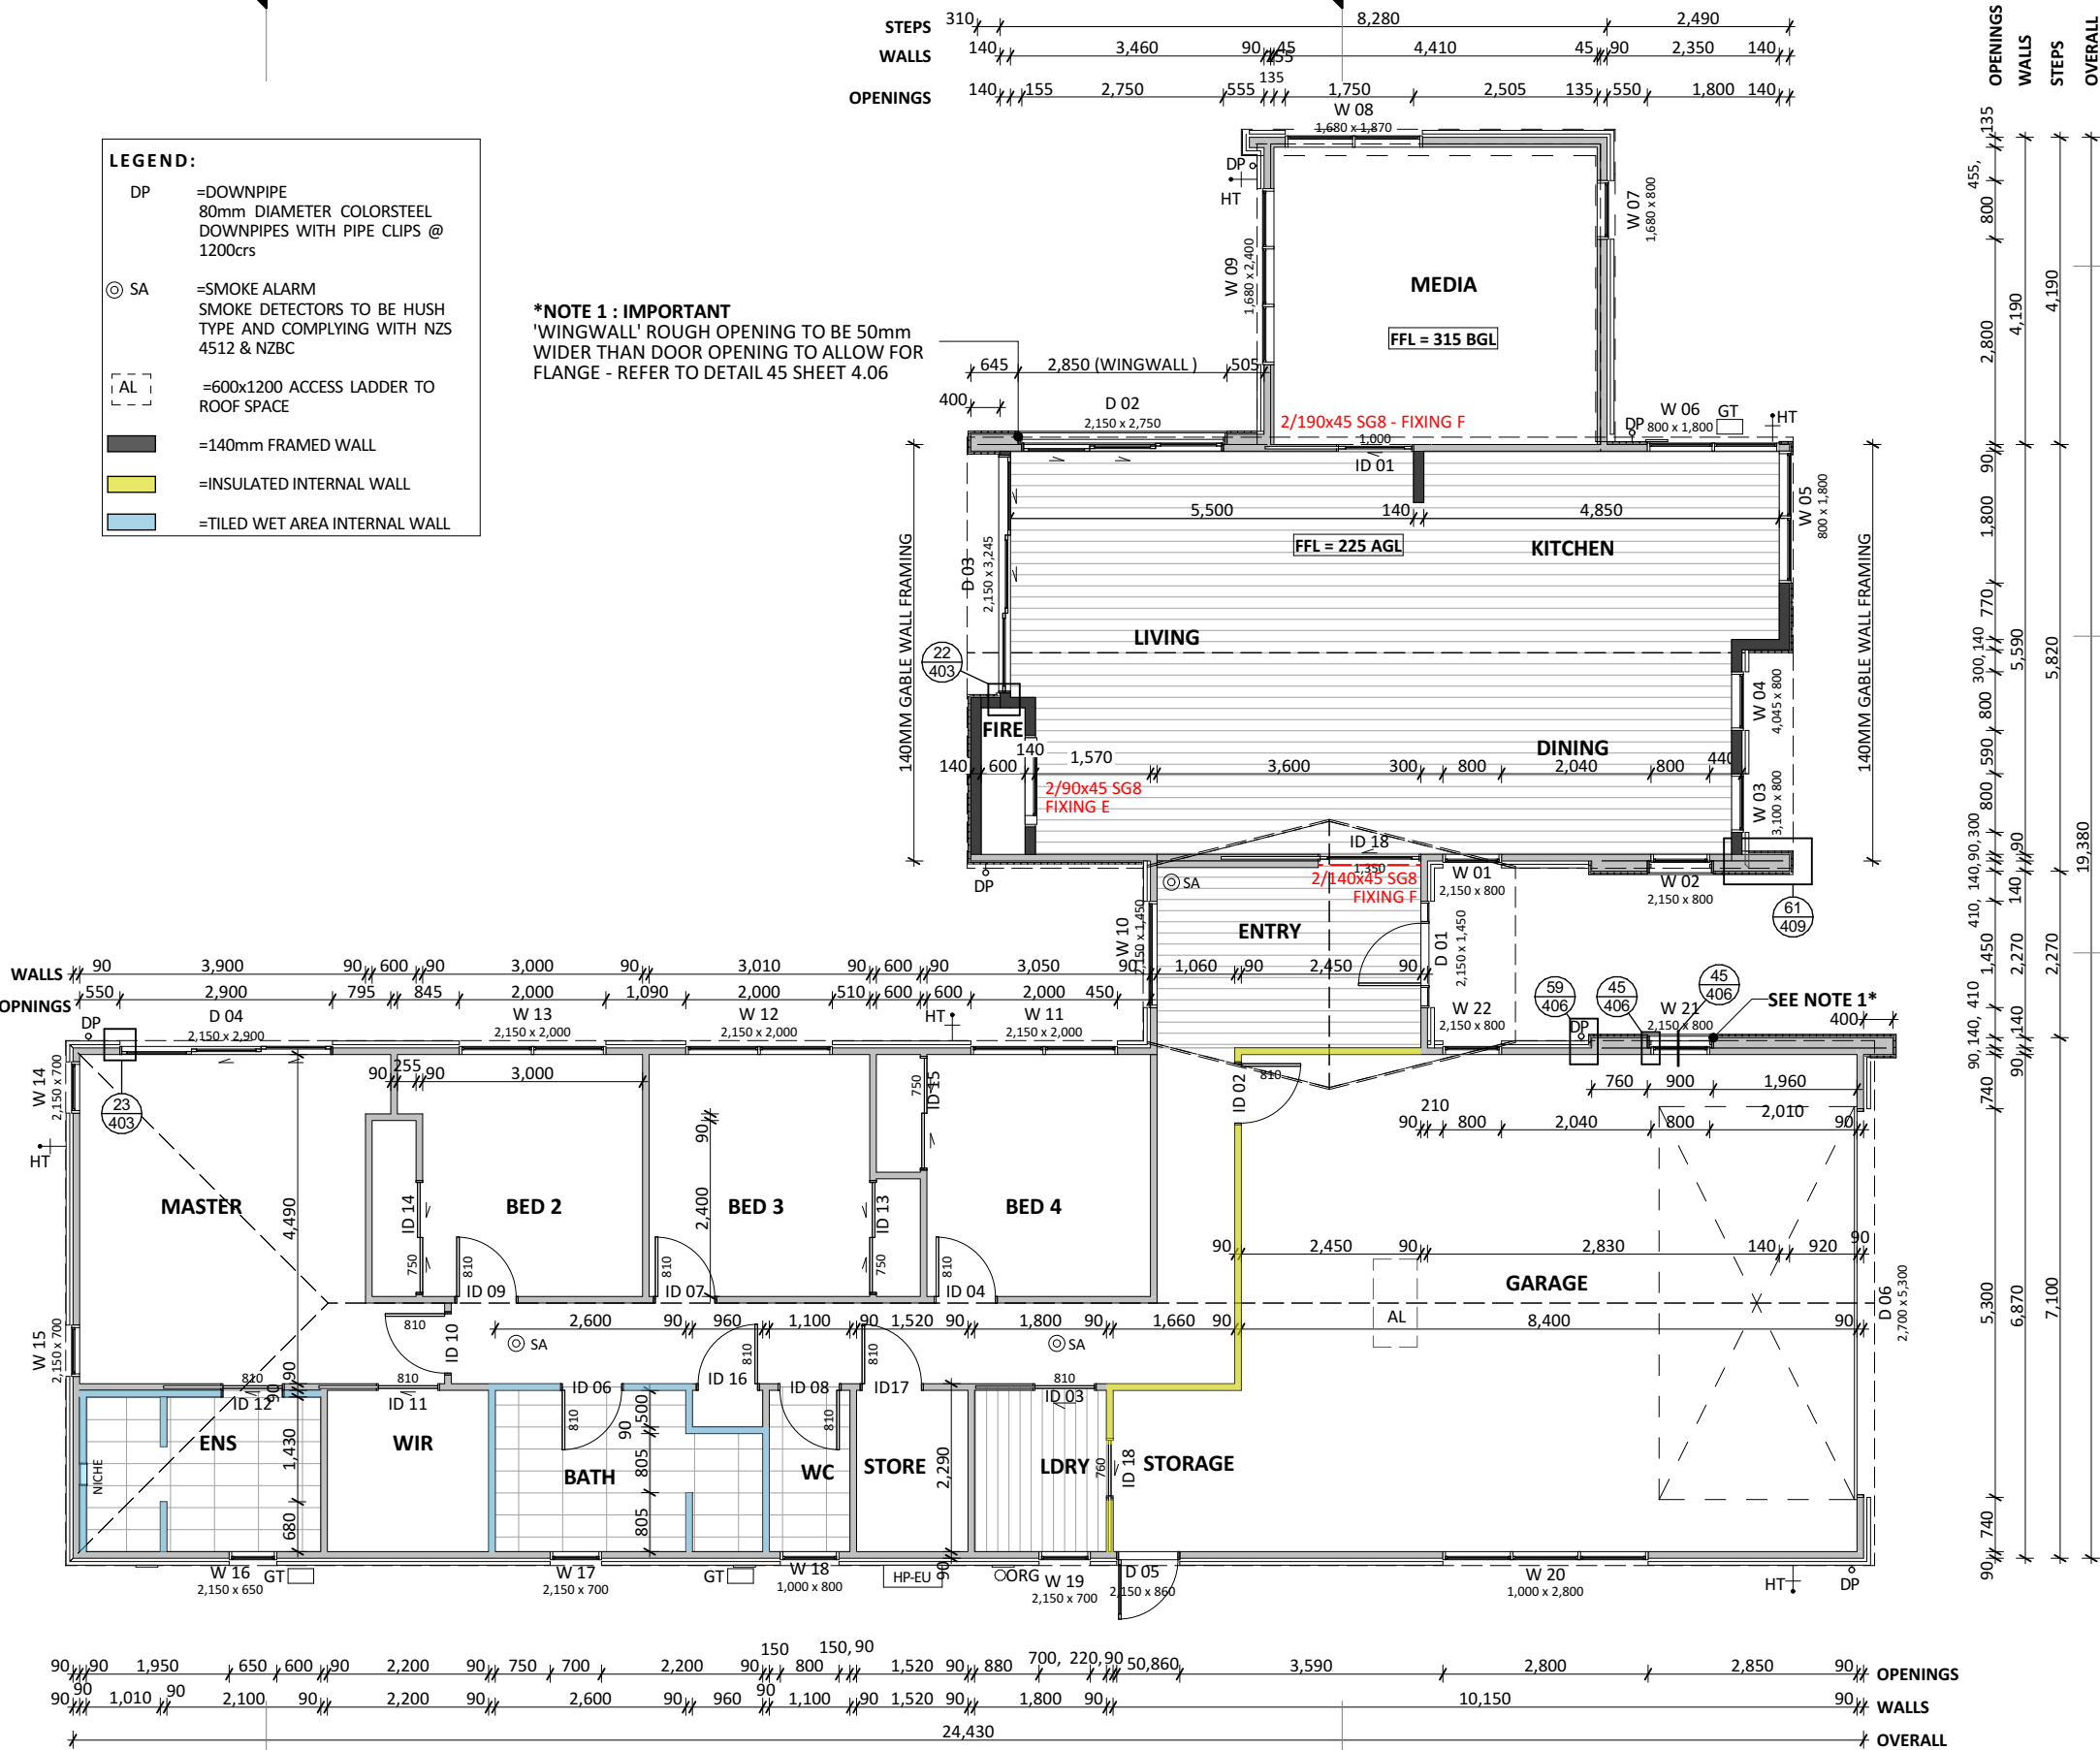 STEPS 310 8,280 2,490
WALLS 140 3,460 90 45 4,410 45 90 2,350 140
135
OPENINGS 140 155 2,750 555 1,750 2,505 135 550 1,800 140
OPENINGS
WALLS
STEPS
OVERALL
LEGEND:
DP =DOWNPIPE
80mm DIAMETER COLORSTEEL
DOWNPIPES WITH PIPE CLIPS @
1200crs
SA =SMOKE ALARM
SMOKE DETECTORS TO BE HUSH
TYPE AND COMPLYING WITH NZS
4512 & NZBC
AL =600x1200 ACCESS LADDER TO
ROOF SPACE
=140mm FRAMED WALL
=INSULATED INTERNAL WALL
=TILED WET AREA INTERNAL WALL
*NOTE 1 : IMPORTANT
'WINGWALL' ROUGH OPENING TO BE 50mm
WIDER THAN DOOR OPENING TO ALLOW FOR
FLANGE - REFER TO DETAIL 45 SHEET 4.06
W 08
1,680 x 1,870
DP
HT
W 09
1,680 x 2,400
W 07
1,680 x 800
MEDIA
FFL = 315 BGL
645 2,850 (WINGWALL ) 505
400
D 02
2,150 x 2,750
2/190x45 SG8 - FIXING F
1,000
ID 01
W 06
800 x 1,800
DP
GT
HT
W 05
800 x 1,800
5,500 140 4,850
FFL = 225 AGL
KITCHEN
140MM GABLE WALL FRAMING
140MM GABLE WALL FRAMING
D 03
2,150 x 3,245
LIVING
22
403
FIRE
140
140 600 1,570 3,600 300 800 2,040 800 440
DINING
2/90x45 SG8
FIXING E
W 04
4,045 x 800
W 03
3,100 x 800
ID 18
1,350
2/140x45 SG8
FIXING F
DP
SA
W 01
2,150 x 800
W 02
2,150 x 800
61
409
W 10
2,150 x 1,450
ENTRY
D 01
2,150 x 1,450
1,060 90 2,450 90
W 22
2,150 x 800
59
406
45
406
45
406
DP
W 21
2,150 x 800
SEE NOTE 1*
400
135
455,
800
2,800
90
1,800
770
300, 140
800
590
800
140, 90, 300
410,
1,450
410
90, 140,
740
5,300
740
90
4,190
5,590
90
140
2,270
140
90
6,870
4,190
5,820
2,270
7,100
19,380
WALLS 90 3,900 90 600 90 3,000 90 3,010 90 600 90 3,050 90
OPNINGS 550 2,900 795 845 2,000 1,090 2,000 510 600 600 2,000 450
DP
D 04
2,150 x 2,900
W 13
2,150 x 2,000
W 12
2,150 x 2,000
HT
W 11
2,150 x 2,000
W 14
2,150 x 700
23
403
HT
90 255 90 3,000
750
ID 15
ID 02
810
760 900 1,960
210
2,010
90 800 2,040 800 90
4,490
90
2,400
MASTER
BED 2
BED 3
BED 4
ID 14
750
ID 13
750
810
ID 09
810
ID 07
810
ID 04
90 2,450 90 2,830 140 920 90
GARAGE
AL
D 06
2,700 x 5,300
W 15
2,150 x 700
810
ID 10
SA
2,600 90 960 1,100 90 1,520 90 1,800 90 1,660 90 8,400 90
SA
810
810
90
90
810
ID 12
810
ID 11
ID 06
810
ID 16
ID 08
810
ID17
810
ID 03
ENS
NICHE
1,430
680
WIR
BATH
90
500
805
805
WC
STORE
2,290
90
LDRY
760
ID 18
STORAGE
W 16
2,150 x 650
GT
W 17
2,150 x 700
GT
W 18
1,000 x 800
HP-EU
ORG
W 19
2,150 x 700
D 05
2,150 x 860
W 20
1,000 x 2,800
HT
DP
150 150, 90
90 90 1,950 650 600 90 2,200 90 750 700 2,200 90 800 1,520 90 880 700, 220,90 50,860 3,590 2,800 2,850 90 OPENINGS
90 90 1,010 90 2,100 90 2,200 90 2,600 90 960 90 1,100 90 1,520 90 1,800 90 10,150 90 WALLS
24,430 OVERALL